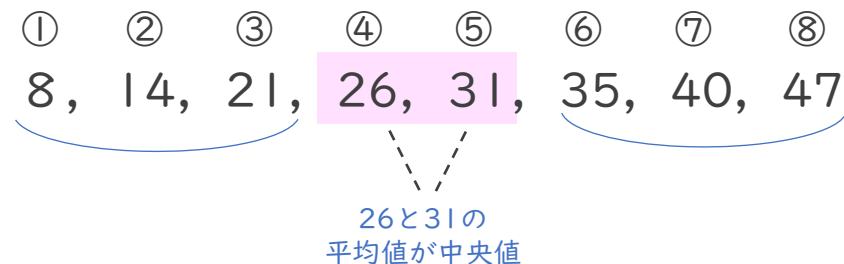 ① ② ③ ④ ⑤ ⑥ ⑦ ⑧
8, 14, 21, 26, 31, 35, 40, 47
26と31の
平均値が中央値